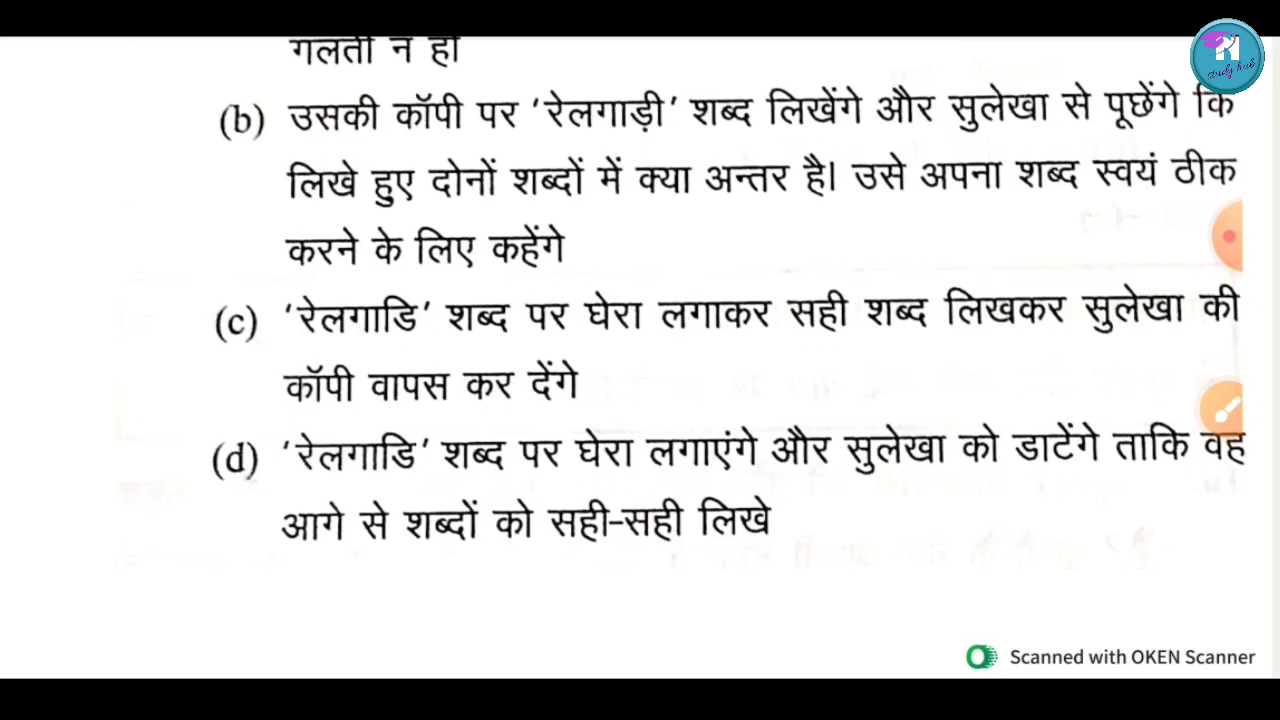 गलती न हो
(b) उसकी कॉपी पर 'रेलगाड़ी' शब्द लिखेंगे और सुलेखा से पूछेंगे कि
लिखे हुए दोनों शब्दों में क्या अन्तर है। उसे अपना शब्द स्वयं ठीक
करने के लिए कहेंगे
(c) 'रेलगाडि' शब्द पर घेरा लगाकर सही शब्द लिखकर सुलेखा की
कॉपी वापस कर देंगे
(d) 'रेलगाडि' शब्द पर घेरा लगाएंगे और सुलेखा को डाटेंगे ताकि वह
आगे से शब्दों को सही-सही लिखे
Scanned with OKEN Scanner
study hub